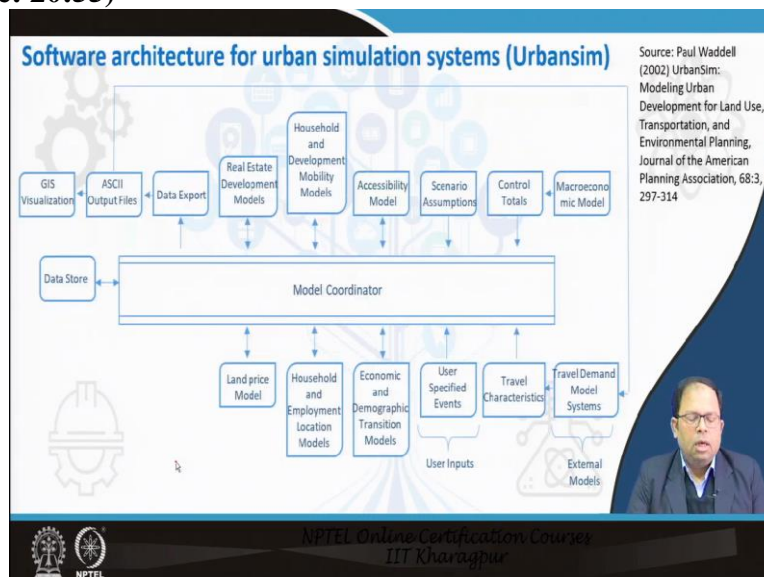 Software architecture for urban simulation systems (Urbansim)
Source: Paul Waddell
(2002) UrbanSim:
Modeling Urban
Development for Land Use,
Transportation, and
Environmental Planning,
Journal of the American
Planning Association, 68:3,
297-314
GIS
Visualization
ASCII
Output Files
Data Export
Real Estate
Development
Models
Household
and
Development
Mobility
Models
Accessibility
Model
Scenario
Assumptions
Control
Totals
Macroecono
mic Model
Data Store
Model Coordinator
Land price
Model
Household
and
Employment
Location
Models
Economic
and
Demographic
Transition
Models
User
Specified
Events
Travel
Characteristics
Travel Demand
Model
Systems
User Inputs
External
Models
NPTEL Online Certification Courses
IIT Kharagpur
NPTEL